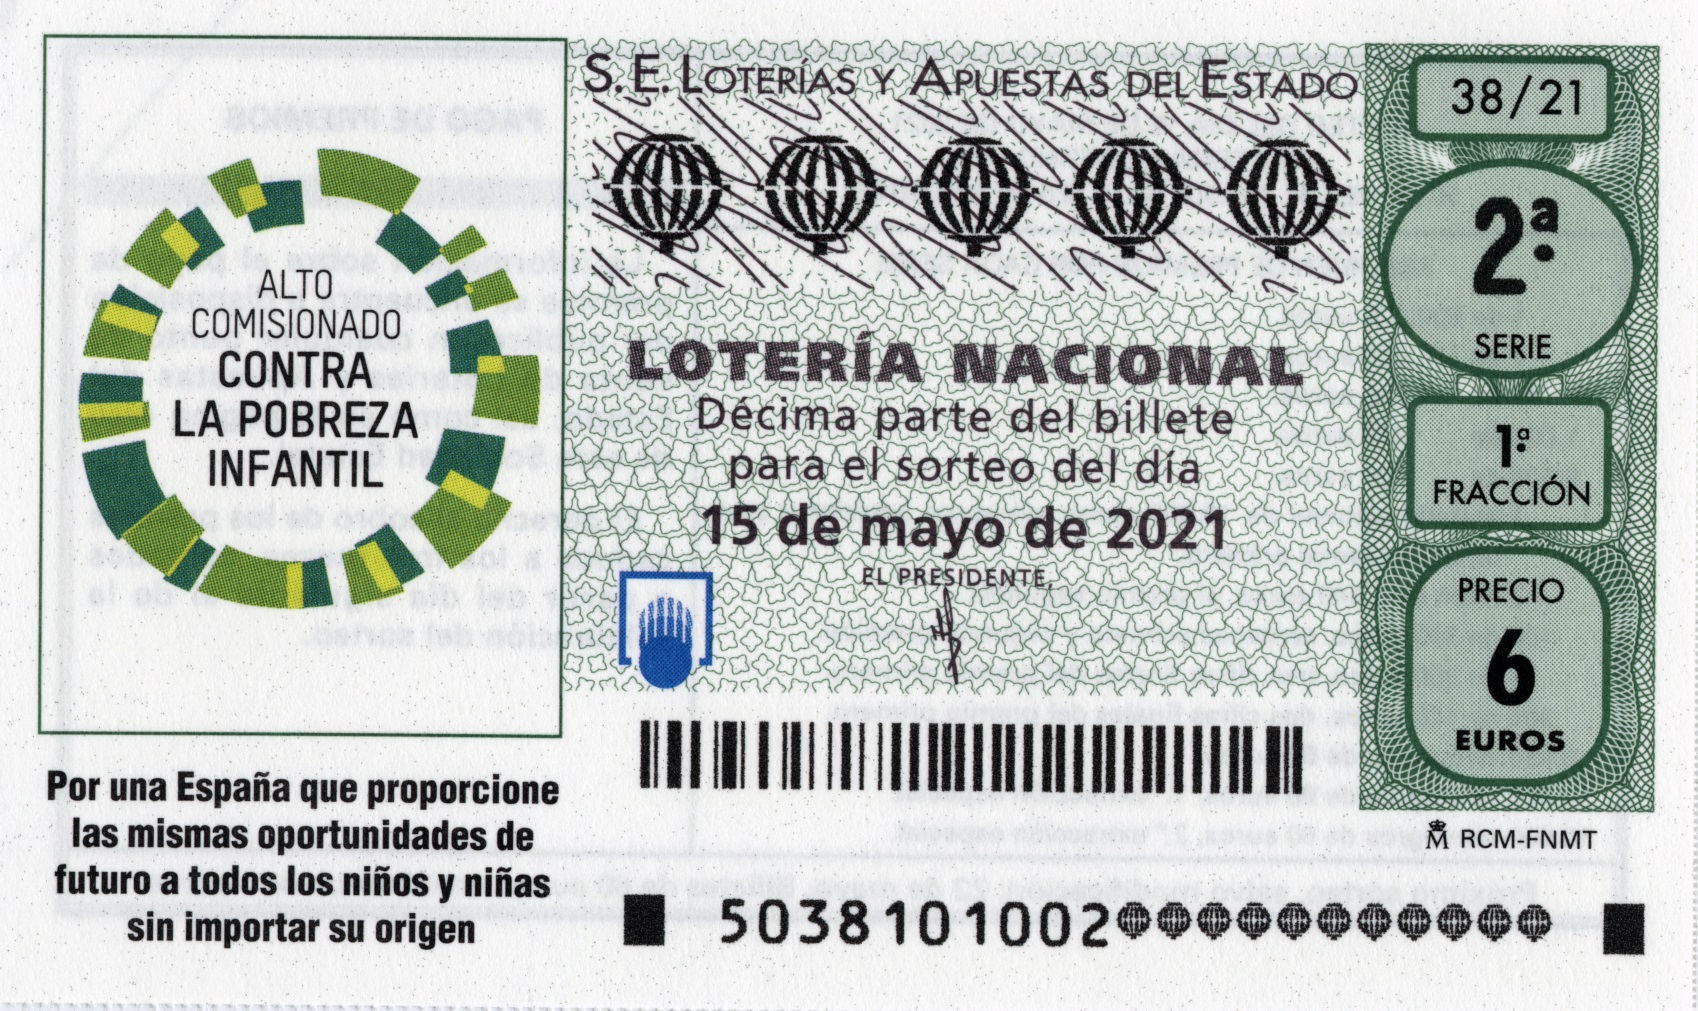 S. E. LOTERÍAS Y APUESTAS DEL ESTADO
38/21
2ª
SERIE
ALTO
COMISIONADO
CONTRA
LA POBREZA
INFANTIL
LOTERÍA NACIONAL
Décima parte del billete
para el sorteo del día
15 de mayo de 2021
EL PRESIDENTE,
1ª
FRACCIÓN
PRECIO
6
EUROS
RCM-FNMT
Por una España que proporcione
las mismas oportunidades de
futuro a todos los niños y niñas
sin importar su origen
5038101002